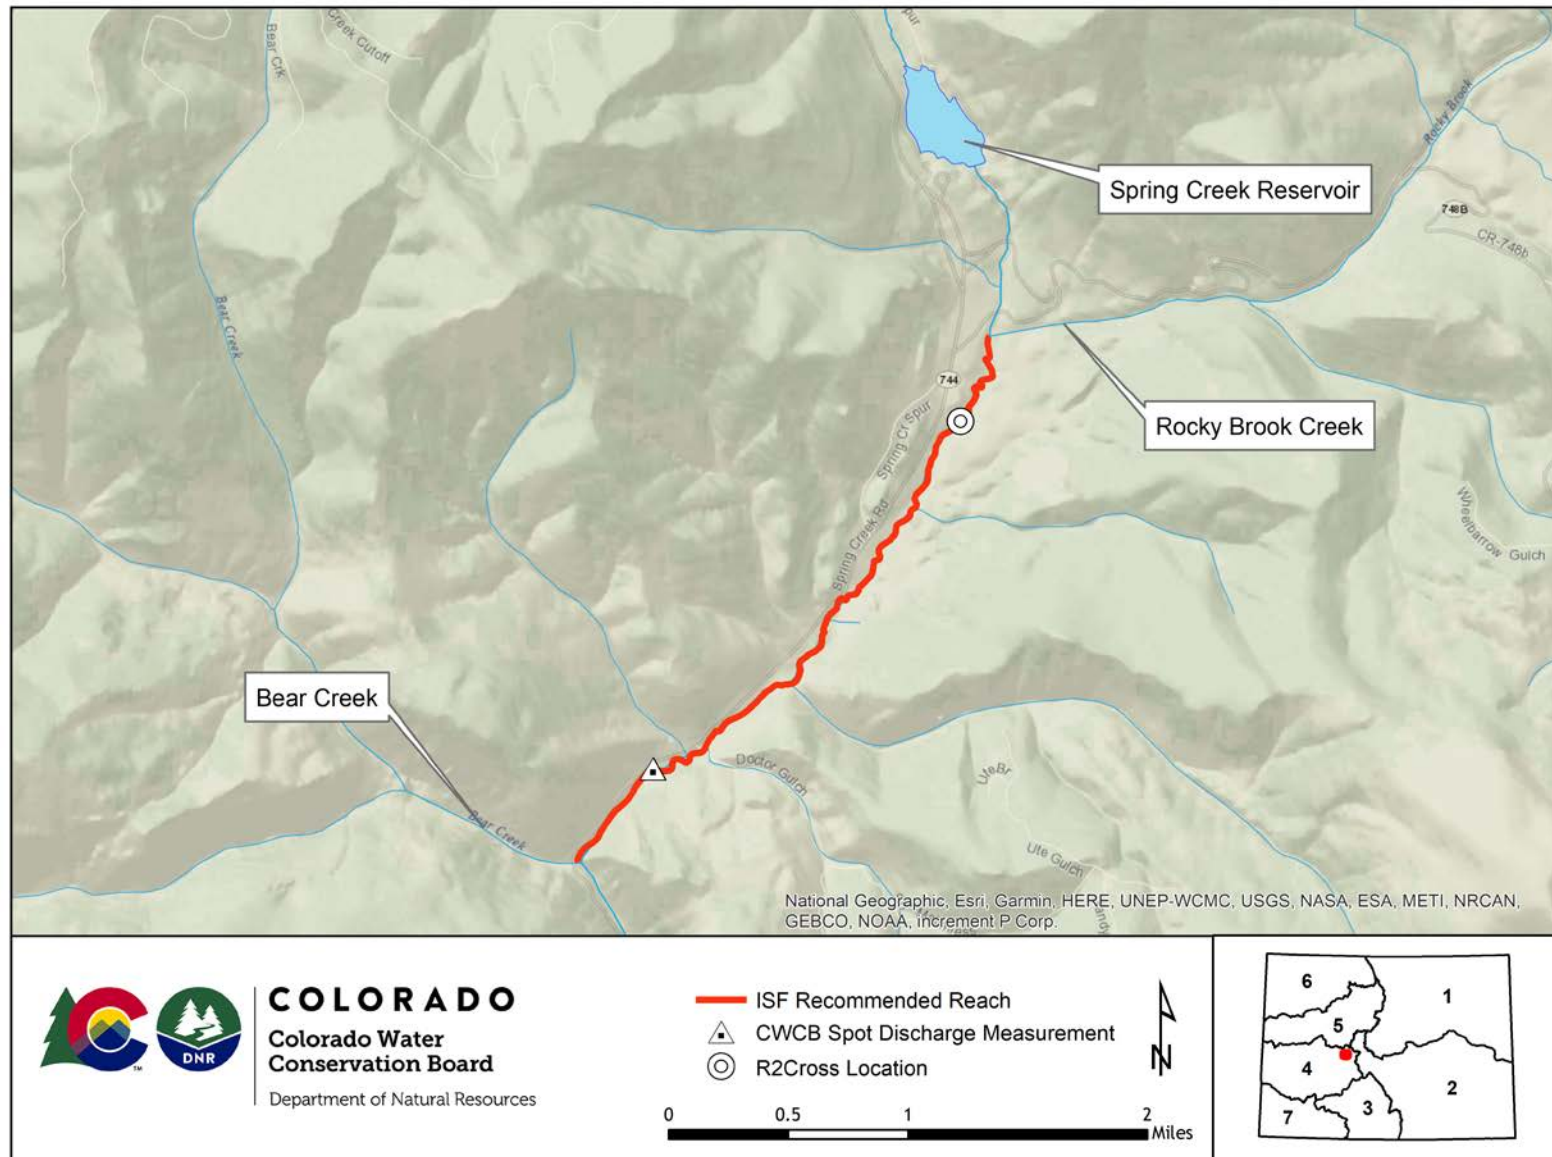 Spur
Creek Cutoff
Bear Crk
Rocky Brook
Spring Creek Reservoir
748B
CR-748b
Bear Creek
744
Rocky Brook Creek
Spring Cr Spur
Wheelbarrow Gulch
Spring Creek Rd
Bear Creek
Doctor Gulch
UteBr
Bear Creek
Ute Gulch
National Geographic, Esri, Garmin, HERE, UNEP-WCMC, USGS, NASA, ESA, METI, NRCAN,
GEBCO, NOAA, increment P Corp.
DNR
TM
COLORADO
Colorado Water
Conservation Board
Department of Natural Resources
ISF Recommended Reach
CWCB Spot Discharge Measurement
R2Cross Location
N
0 0.5 1 2
Miles
6
1
5
4
2
3
7